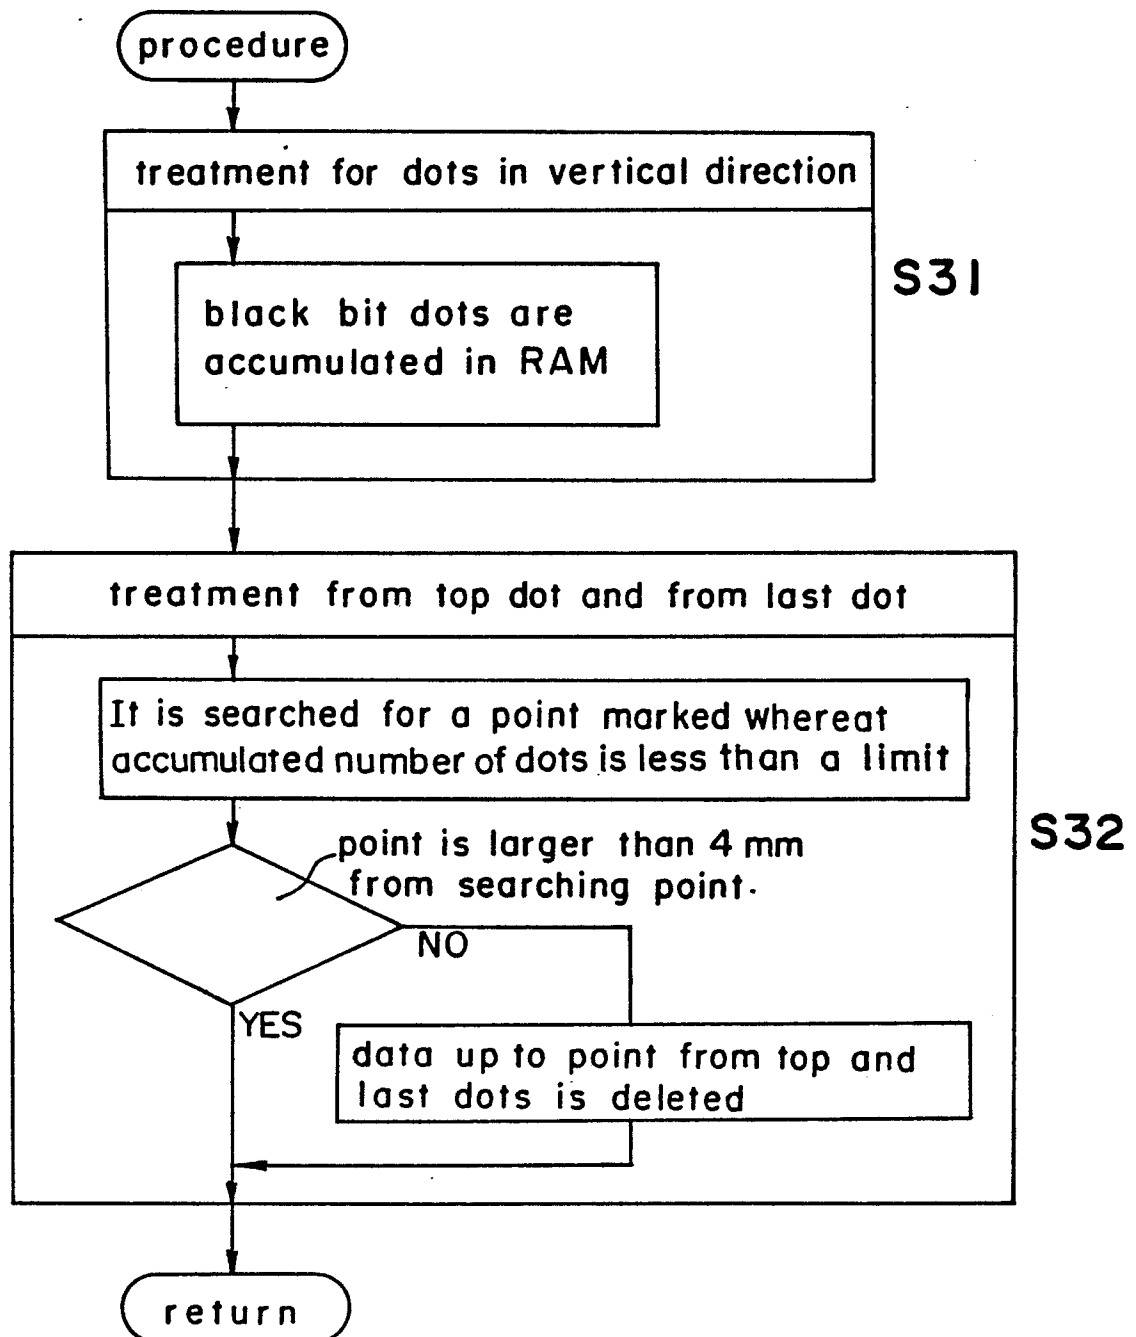 procedure
treatment for dots in vertical direction
S31
black bit dots are
accumulated in RAM
treatment from top dot and from last dot
It is searched for a point marked whereat
accumulated number of dots is less than a limit
S32
point is larger than 4 mm
from searching point.
NO
YES
data up to point from top and
last dots is deleted
return